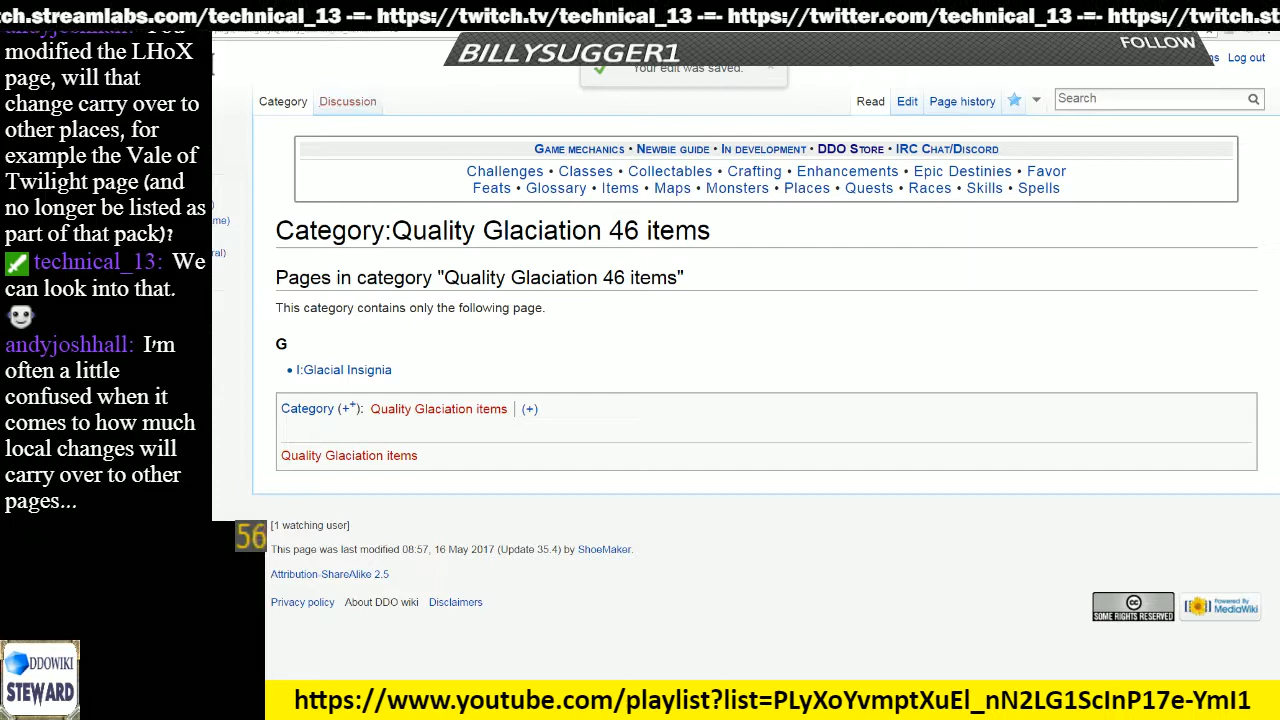 tch.streamlabs.com/technical_13 -=- https://twitch.tv/technical_13 -=- https://twitter.com/technical_13 -=- https://twitch.st
modified the LHoX
page, will that
change carry over to
other places, for
example the Vale of
Twilight page (and
no longer be listed as
part of that pack)?
technical_13: We
can look into that.
andyjoshhall: I'm
often a little
confused when it
comes to how much
local changes will
carry over to other
pages...
DDOWIKI
STEWARD
BILLYSUGGER1
FOLLOW
Your edit was saved.
Log out
Category Discussion
Read Edit Page history
Search
GAME MECHANICS • NEWBIE GUIDE • IN DEVELOPMENT • DDO STORE • IRC CHAT/DISCORD
Challenges • Classes • Collectables • Crafting • Enhancements • Epic Destinies • Favor
Feats • Glossary • Items • Maps • Monsters • Places • Quests • Races • Skills • Spells
Category:Quality Glaciation 46 items
Pages in category "Quality Glaciation 46 items"
This category contains only the following page.
G
• I:Glacial Insignia
Category (++): Quality Glaciation items | (+)
Quality Glaciation items
56
[1 watching user]
This page was last modified 08:57, 16 May 2017 (Update 35.4) by ShoeMaker.
Attribution-ShareAlike 2.5
Privacy policy About DDO wiki Disclaimers
cc
SOME RIGHTS RESERVED
Powered By
MediaWiki
https://www.youtube.com/playlist?list=PLyXoYvmptXuEl_nN2LG1ScInP17e-YmI1